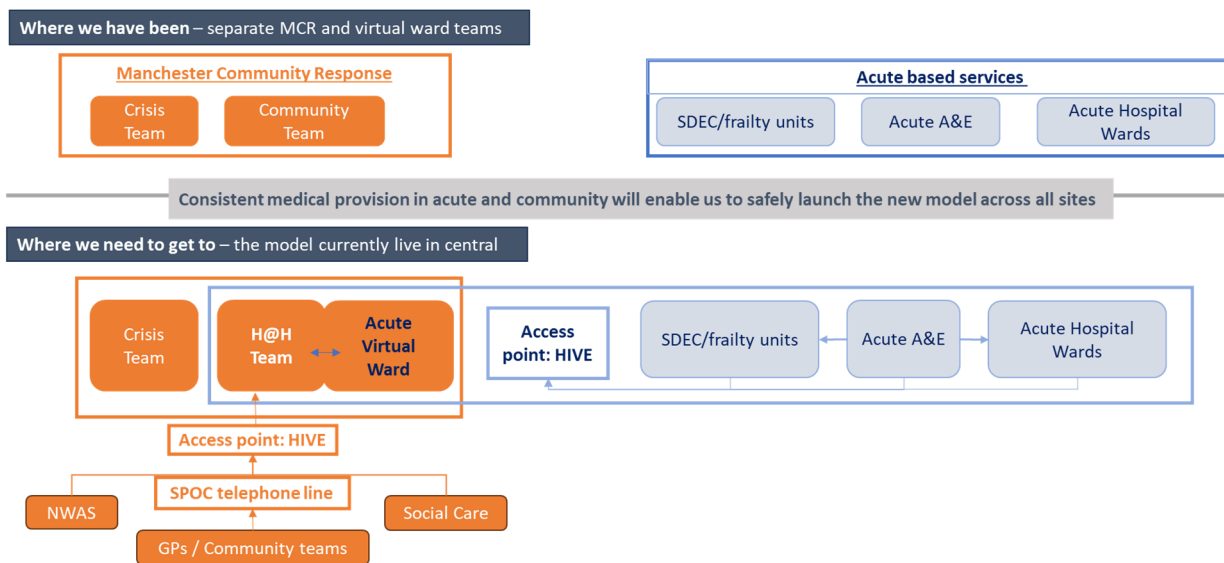 Where we have been – separate MCR and virtual ward teams
Manchester Community Response
Crisis
Team
Community
Team
Acute based services
SDEC/frailty units
Acute A&E
Acute Hospital
Wards
Consistent medical provision in acute and community will enable us to safely launch the new model across all sites
Where we need to get to – the model currently live in central
Crisis
Team
H@H
Team
Acute
Virtual
Ward
Access
point: HIVE
SDEC/frailty units
Acute A&E
Acute Hospital
Wards
Access point: HIVE
SPOC telephone line
NWAS
Social Care
GPs / Community teams